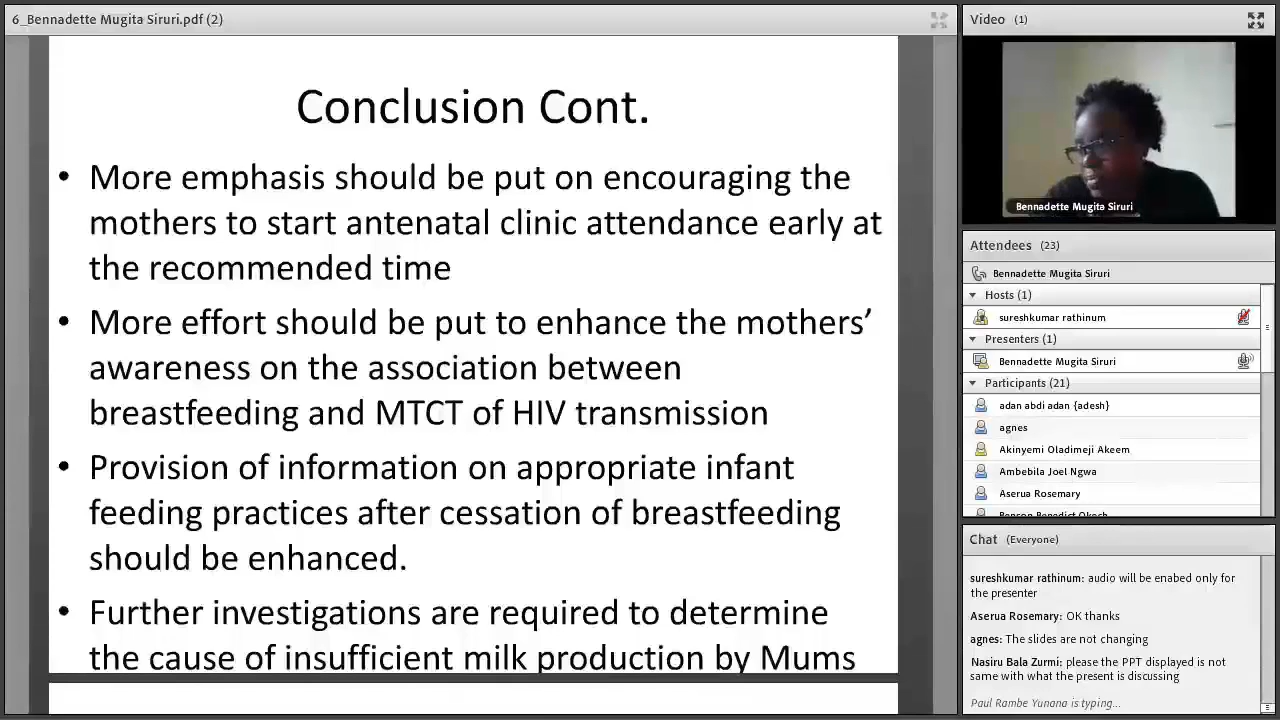 6_Bennadette Mugita Siruri.pdf (2)
Conclusion Cont.
• More emphasis should be put on encouraging the
mothers to start antenatal clinic attendance early at
the recommended time
• More effort should be put to enhance the mothers’
awareness on the association between
breastfeeding and MTCT of HIV transmission
• Provision of information on appropriate infant
feeding practices after cessation of breastfeeding
should be enhanced.
• Further investigations are required to determine
the cause of insufficient milk production by Mums
Video (1)
Bennadette Mugita Siruri
Attendees (23)
Bennadette Mugita Siruri
Hosts (1)
sureshkumar rathinum
Presenters (1)
Bennadette Mugita Siruri
Participants (21)
adan abdi adan {adesh}
agnes
Akinyemi Oladimeji Akeem
Ambebila Joel Ngwa
Aserua Rosemary
Chat (Everyone)
sureshkumar rathinum: audio will be enabed only for
the presenter
Aserua Rosemary: OK thanks
agnes: The slides are not changing
Nasiru Bala Zurmi: please the PPT displayed is not
same with what the present is discussing
Paul Rambe Yunana is typing...